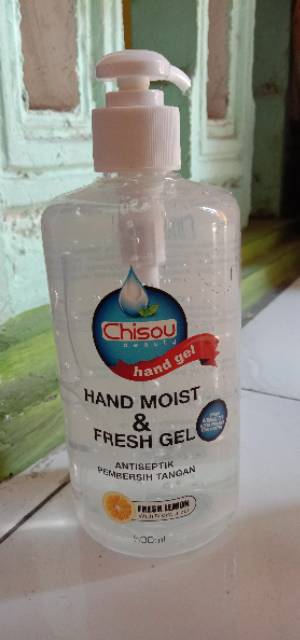 Chisou
beauty
hand gel
HAND MOIST
&
FRESH GEL
ANTISEPTIK
PEMBERSIH TANGAN
FRESH LEMON
500ml